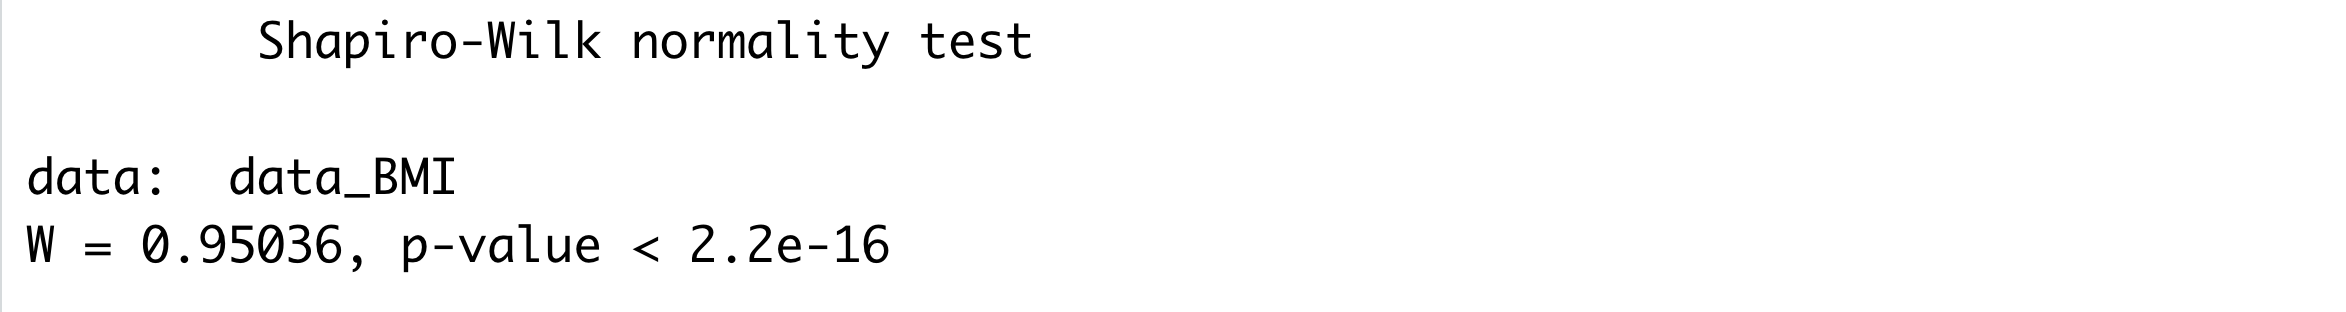 Shapiro-Wilk normality test
data:  data_BMI
W = 0.95036, p-value < 2.2e-16